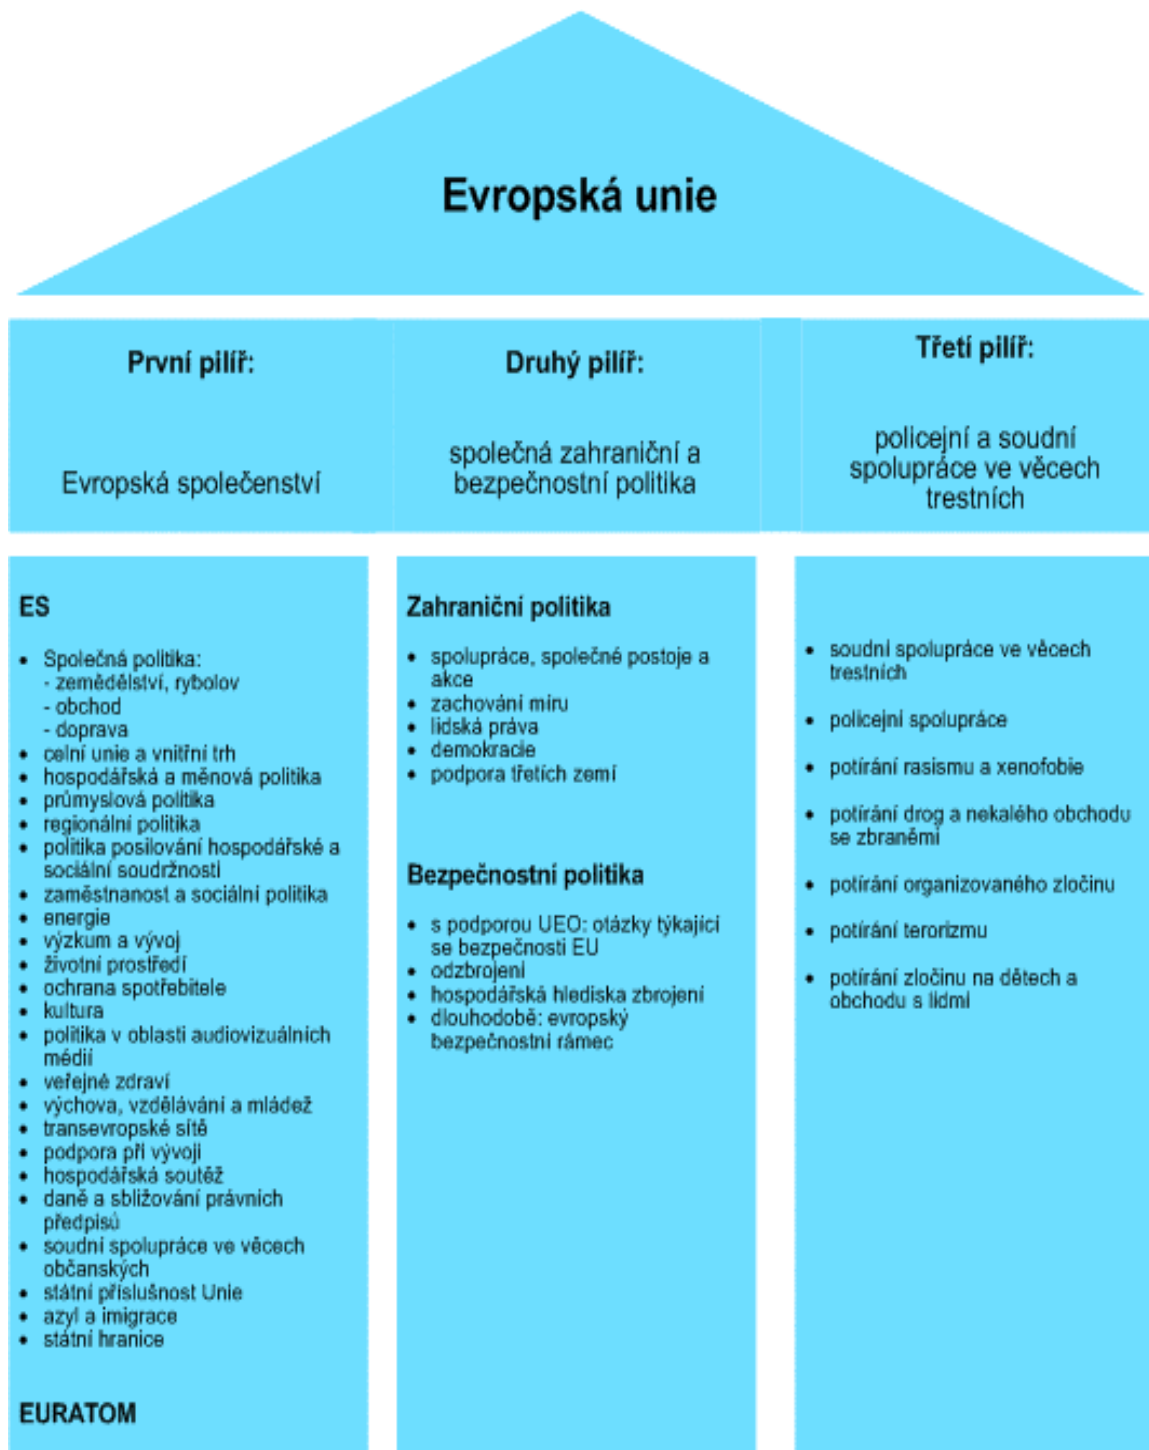 Evropská unie
První pilíř:
Evropská společenství
Druhý pilíř:
společná zahraniční a
bezpečnostní politika
Třetí pilíř:
policejní a soudní
spolupráce ve věcech
trestních
ES
• Společná politika:
- zemědělství, rybolov
- obchod
- doprava
• celní unie a vnitřní trh
• hospodářská a měnová politika
• průmyslová politika
• regionální politika
• politika posilování hospodářské a
sociální soudržnosti
• zaměstnanost a sociální politika
• energie
• výzkum a vývoj
• životní prostředí
• ochrana spotřebitele
• kultura
• politika v oblasti audiovizuálních
médií
• veřejné zdraví
• výchova, vzdělávání a mládež
• transevropské sítě
• podpora při vývoji
• hospodářská soutěž
• daně a sbližování právních
předpisů
• soudní spolupráce ve věcech
občanských
• státní příslušnost Unie
• azyl a imigrace
• státní hranice
EURATOM
Zahraniční politika
• spolupráce, společné postoje a
akce
• zachování míru
• lidská práva
• demokracie
• podpora třetích zemí
Bezpečnostní politika
• s podporou UEO: otázky týkající
se bezpečnosti EU
• odzbrojení
• hospodářská hlediska zbrojení
• dlouhodobě: evropský
bezpečnostní rámec
• soudní spolupráce ve věcech
trestních
• policejní spolupráce
• potírání rasismu a xenofobie
• potírání drog a nekalého obchodu
se zbraněmi
• potírání organizovaného zločinu
• potírání terorizmu
• potírání zločinu na dětech a
obchodu s lidmi